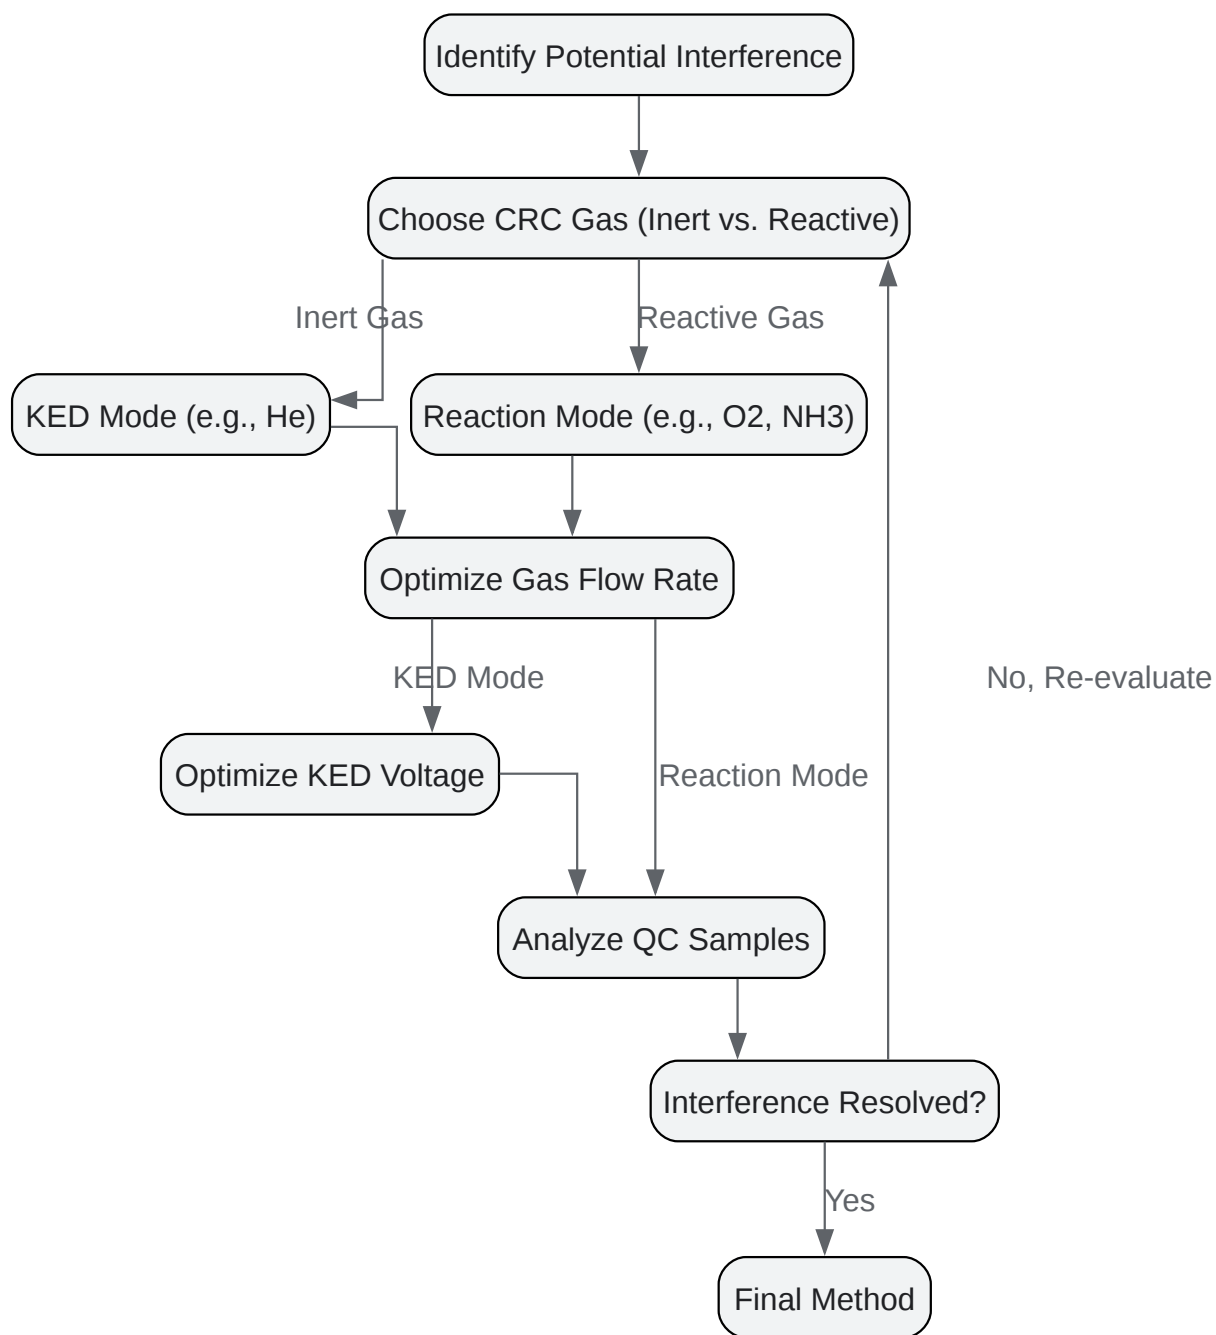 Identify Potential Interference
Choose CRC Gas (Inert vs. Reactive)
Inert Gas
Reactive Gas
KED Mode (e.g., He)
Reaction Mode (e.g., O2, NH3)
Optimize Gas Flow Rate
KED Mode
No, Re-evaluate
Optimize KED Voltage
Reaction Mode
Analyze QC Samples
Interference Resolved?
Yes
Final Method